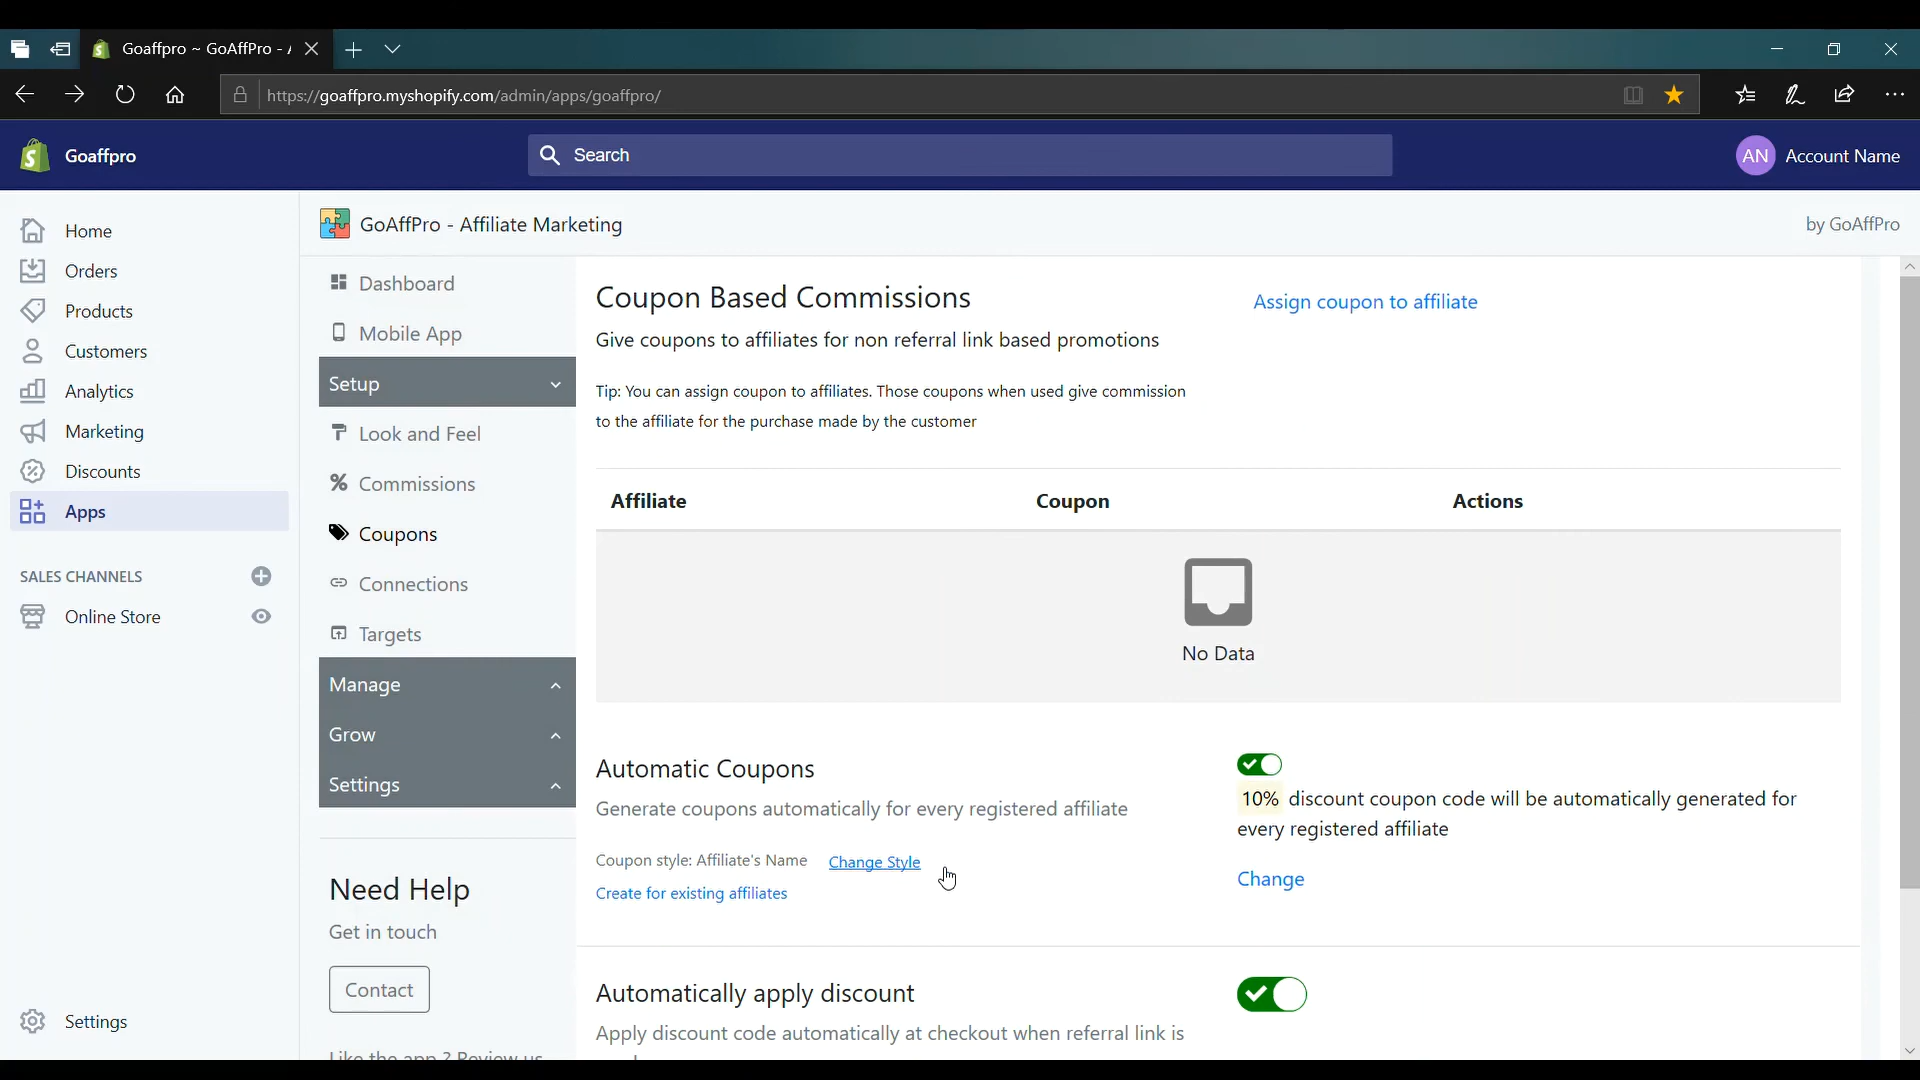 Goaffpro ~ GoAffPro - A
https://goaffpro.myshopify.com/admin/apps/goaffpro/
Goaffpro
Search
AN
Account Name
Home
Orders
Products
Customers
Analytics
Marketing
Discounts
Apps
SALES CHANNELS
Online Store
Settings
GoAffPro - Affiliate Marketing
by GoAffPro
Dashboard
Mobile App
Setup
Look and Feel
Commissions
Coupons
Connections
Targets
Manage
Grow
Settings
Need Help
Get in touch
Contact
Like the app ? Review us
Coupon Based Commissions
Give coupons to affiliates for non referral link based promotions
Tip: You can assign coupon to affiliates. Those coupons when used give commission
to the affiliate for the purchase made by the customer
Assign coupon to affiliate
Affiliate Coupon Actions
No Data
Automatic Coupons
Generate coupons automatically for every registered affiliate
Coupon style: Affiliate's Name Change Style
Create for existing affiliates
10% discount coupon code will be automatically generated for
every registered affiliate
Change
Automatically apply discount
Apply discount code automatically at checkout when referral link is